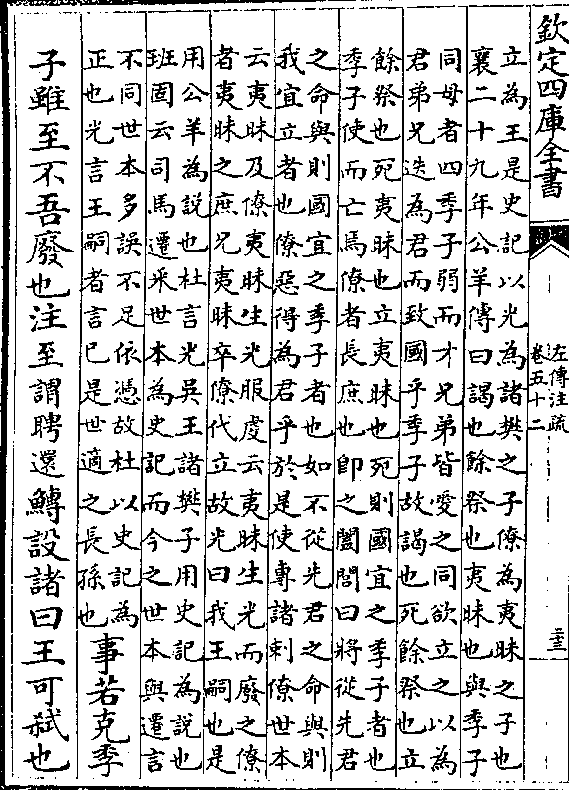 欽定四庫全書
左傳注疏
卷五十二
二十三
立為王是史記以光為諸樊之子僚為夷昧之子也
襄二十九年公羊傳曰謁也餘祭也夷昧也與季子
同母者四季子弱而才兄弟皆愛之同欲立之以為
君弟兄迭為君而致國乎季子故謁也死餘祭也立
餘祭也死夷昧也立夷昧也死則國宜之季子者也
季子使而亡焉僚者長庶也即之闔閭曰將從先君
之命與則國宜之季子者也如不從先君之命與則
我宜立者也僚惡得為君乎於是使專諸刺僚世本
云夷昧及僚夷昧生光服虔云夷昧生光而廢之僚
者夷昧之庶兄夷昧卒僚代立故光曰我王嗣也是
用公羊為說也杜言光吳王諸樊子用史記為說也
班固云司馬遷采世本為史記而今之世本與遷言
不同世本多誤不足依憑故杜以史記為
正也光言王嗣者言已是世適之長孫也
事若克季
子雖至不吾廢也注至謂聘還鱄設諸曰王可弑也